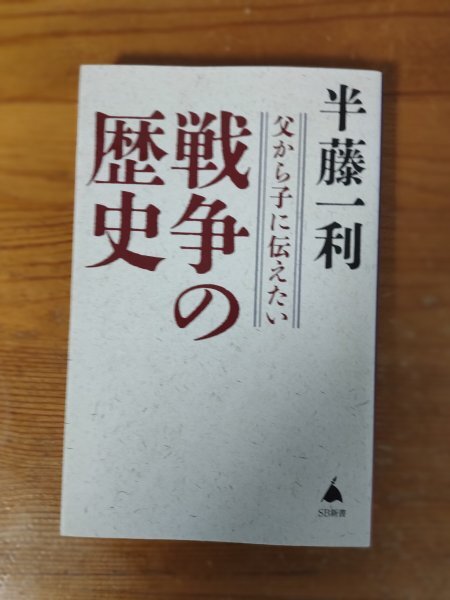 半藤一利
父から子に伝えたい
戦争の
歴史
SB新書